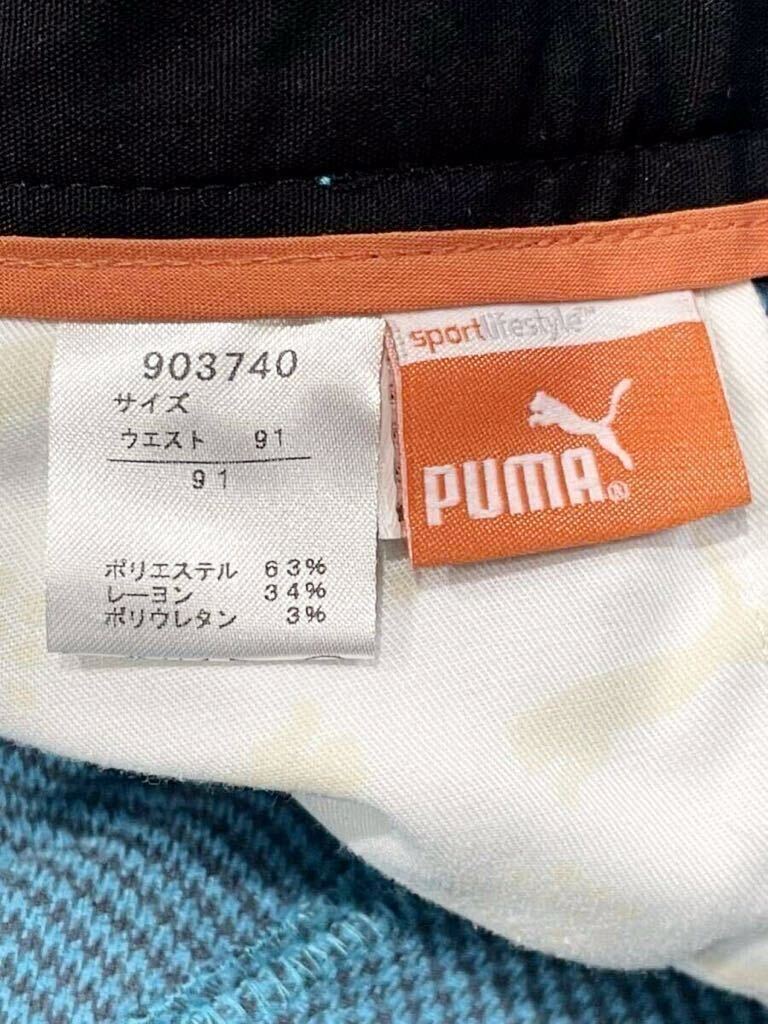 903740
サイズ
ウエスト 91
91
ポリエステル 63%
レーヨン 34%
ポリウレタン 3%
sportlifestyle™
PUMA®